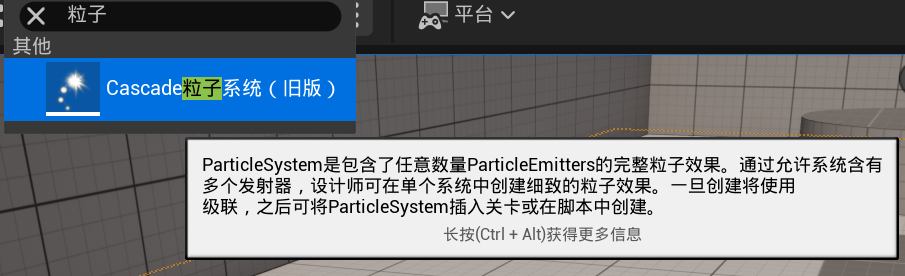 粒子
平台
其他
Cascade粒子系统（旧版）
ParticleSystem是包含了任意数量ParticleEmitters的完整粒子效果。通过允许系统含有
多个发射器，设计师可在单个系统中创建细致的粒子效果。一旦创建将使用
级联，之后可将ParticleSystem插入关卡或在脚本中创建。
长按(Ctrl + Alt)获得更多信息